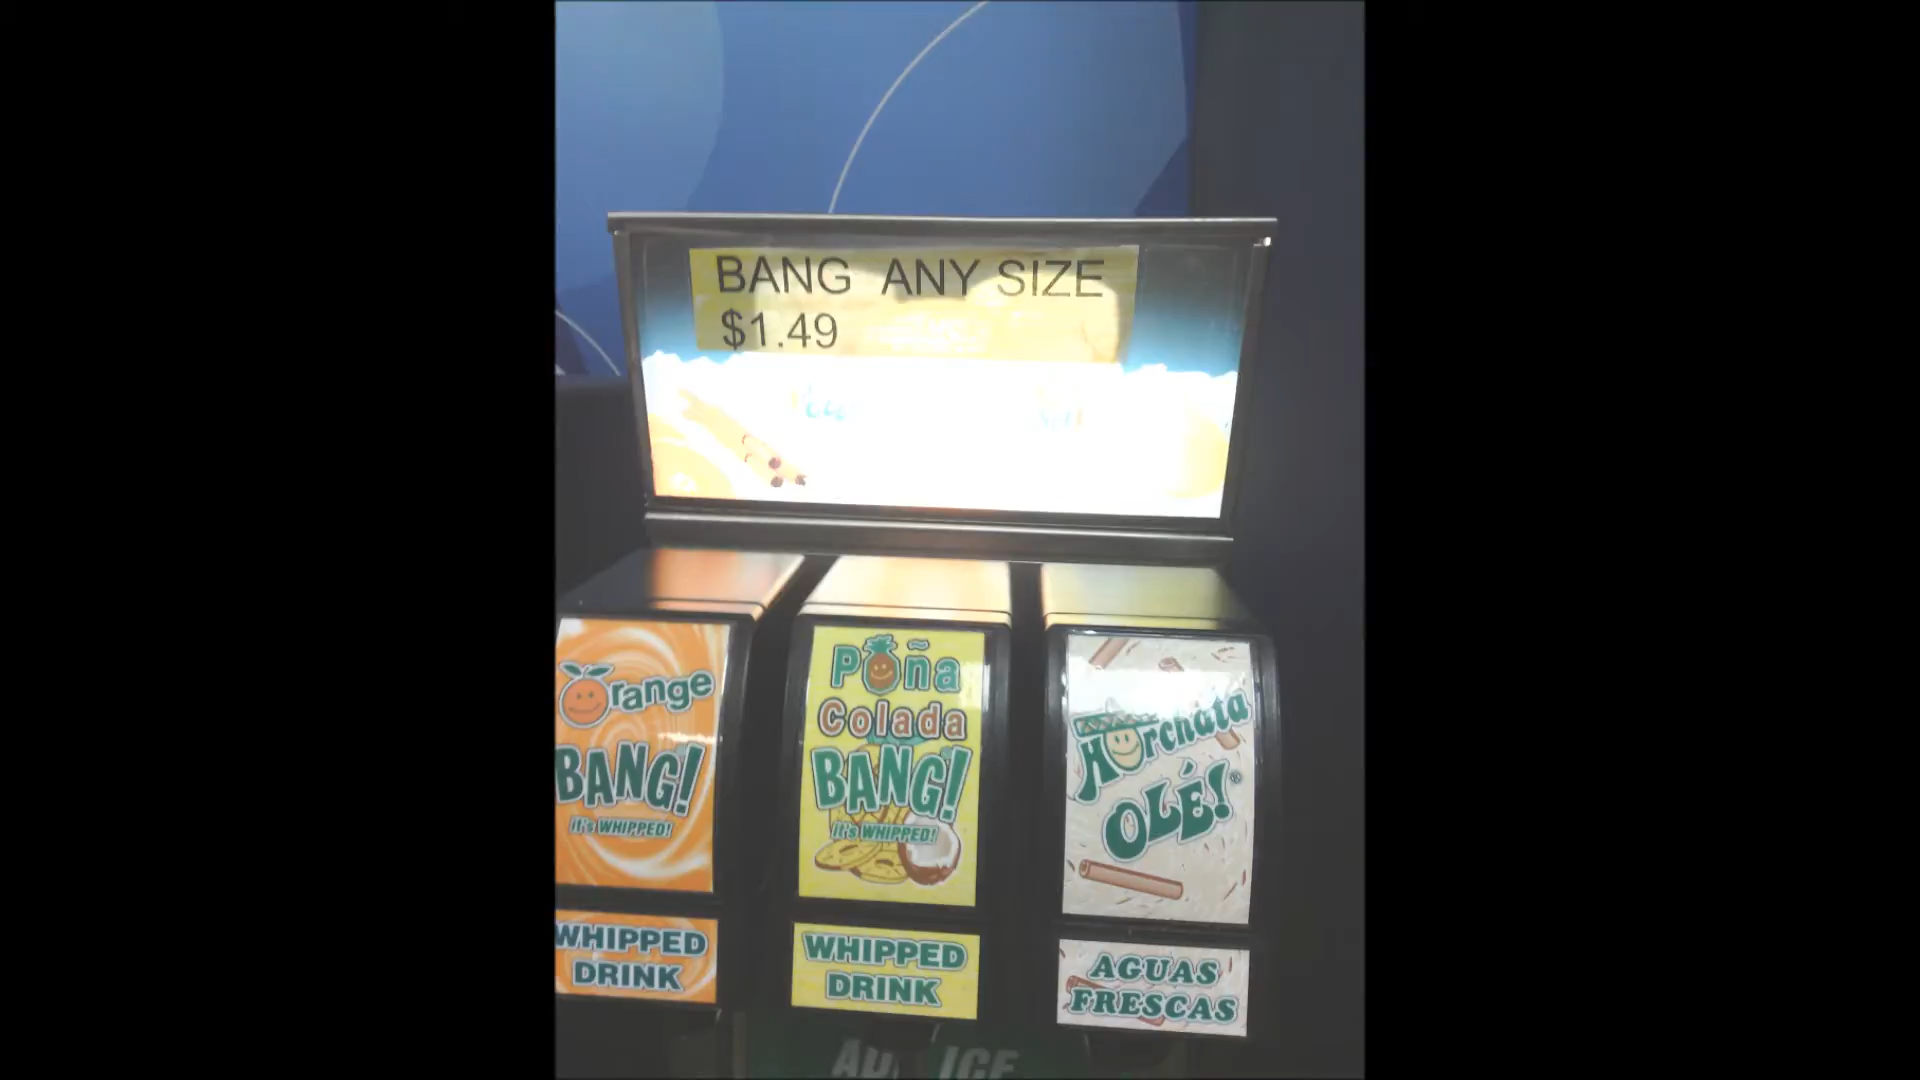 BANG ANY SIZE
$1.49
Orange
BANG!
it's WHIPPED!
WHIPPED
DRINK
Piña
Colada
BANG!
it's WHIPPED!
WHIPPED
DRINK
Horchata
OLÉ!®
AGUAS
FRESCAS
ICE